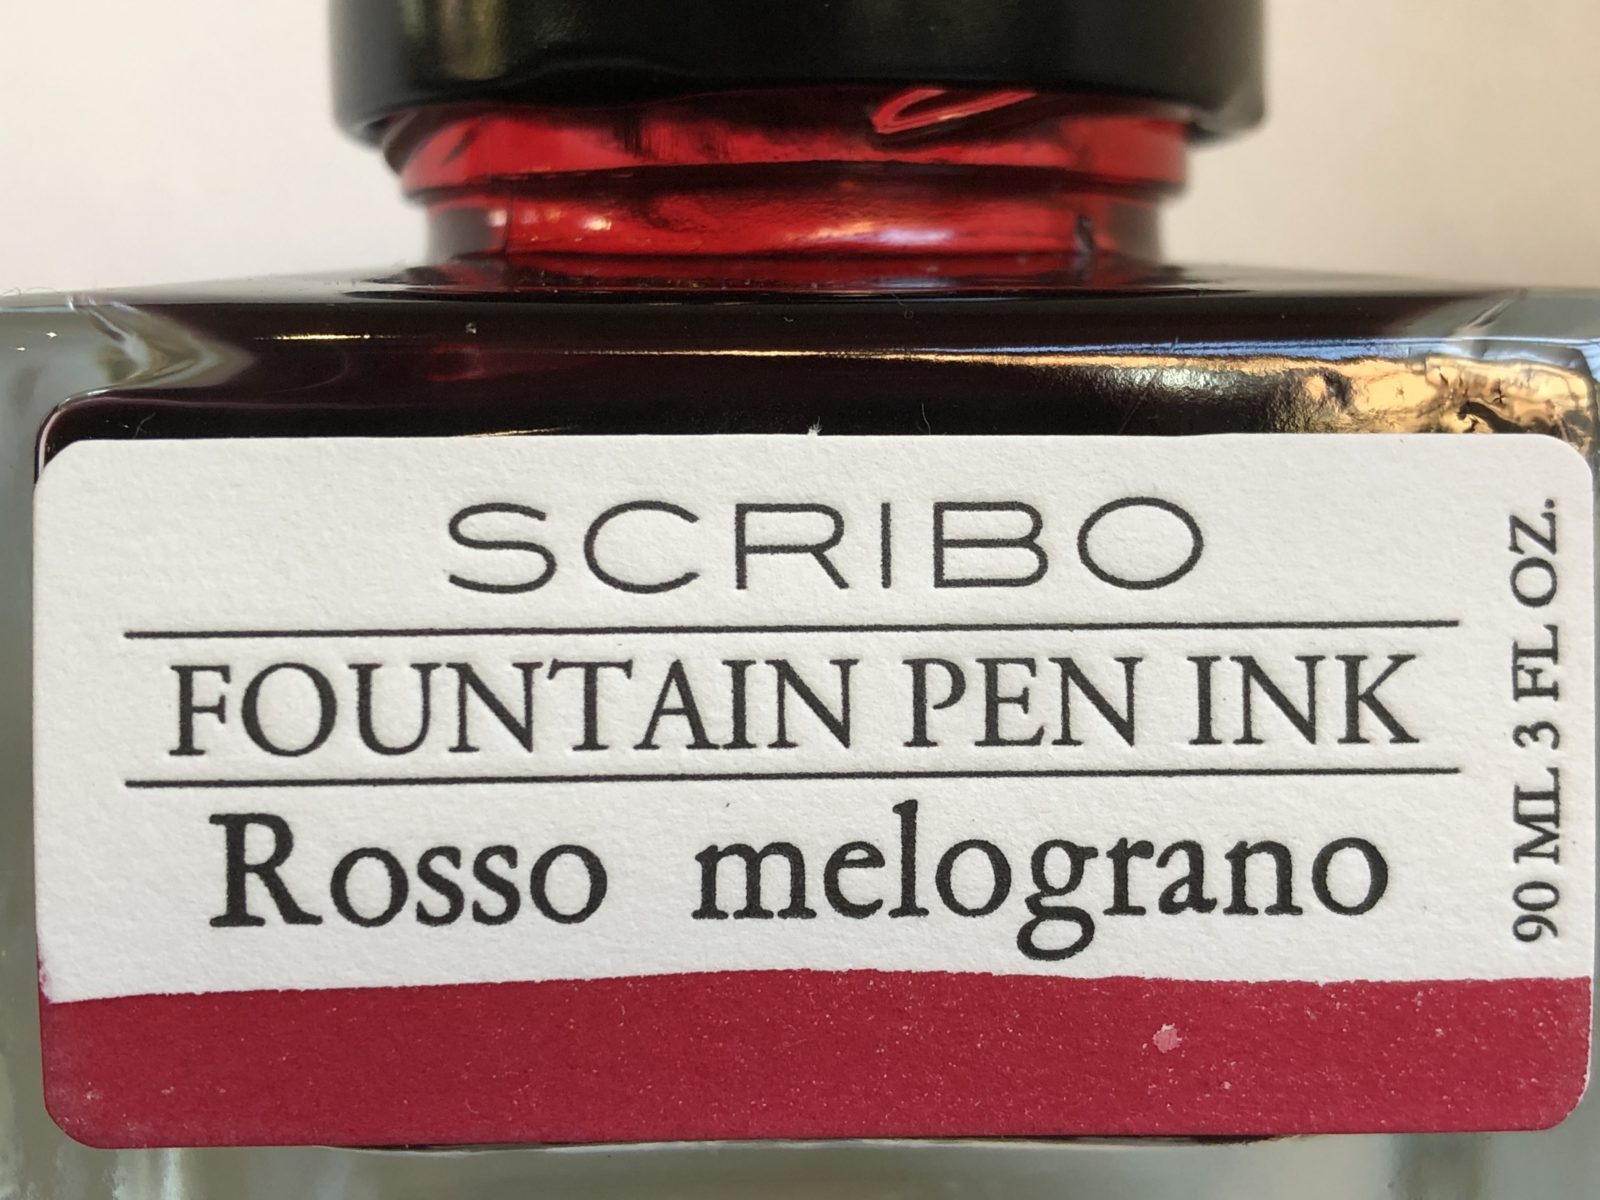 SCRIBO
FOUNTAIN PEN INK
Rosso melograno
90 ML 3 FL OZ.